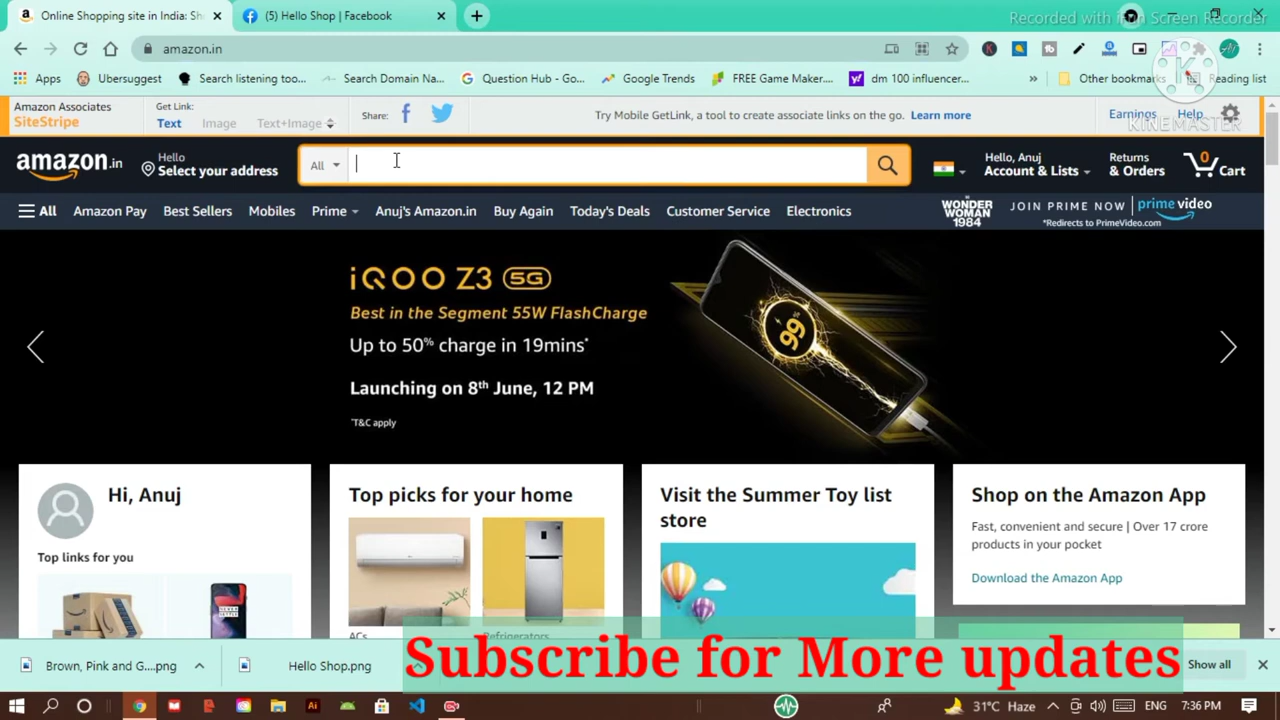 Online Shopping site in India: Sh
(5) Hello Shop | Facebook
Recorded with iTop Screen Recorder
amazon.in
Apps
Ubersuggest
Search listening too...
Search Domain Na...
Question Hub - Go...
Google Trends
FREE Game Maker....
dm 100 influencer...
»
Other bookmarks
Reading list
KINEMASTER
Amazon Associates
SiteStripe
Get Link:
Text
Image
Text+Image
Share:
Try Mobile GetLink, a tool to create associate links on the go. Learn more
Earnings
Help
amazon.in
Hello
Select your address
All
Hello, Anuj
Account & Lists
Returns
& Orders
0
Cart
All
Amazon Pay
Best Sellers
Mobiles
Prime
Anuj's Amazon.in
Buy Again
Today's Deals
Customer Service
Electronics
WONDER
WOMAN
1984
JOIN PRIME NOW
prime video
*Redirects to PrimeVideo.com
iQOO Z3 5G
Best in the Segment 55W FlashCharge
Up to 50% charge in 19mins*
Launching on 8th June, 12 PM
*T&C apply
99
Hi, Anuj
Top links for you
Top picks for your home
ACs
Refrigerators
Visit the Summer Toy list
store
Shop on the Amazon App
Fast, convenient and secure | Over 17 crore
products in your pocket
Download the Amazon App
Subscribe for More updates
Brown, Pink and G....png
Hello Shop.png
Show all
31°C Haze
ENG
7:36 PM